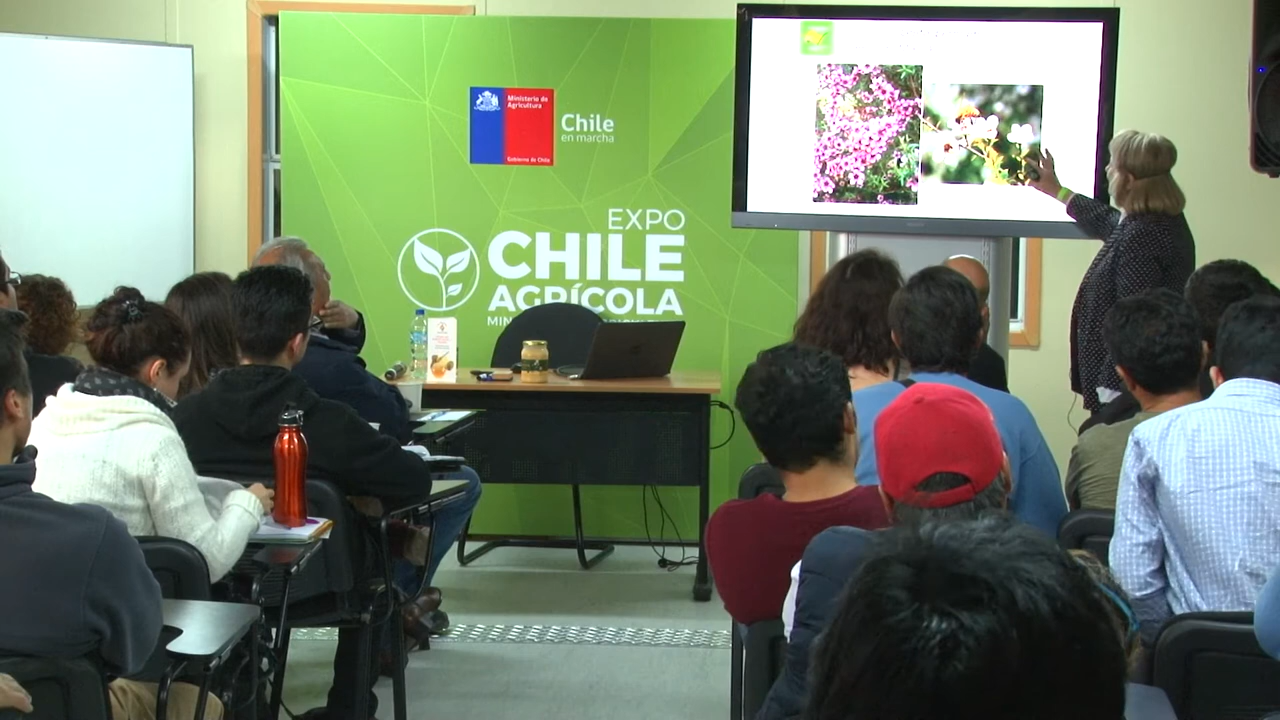 Ministerio de
Agricultura
Gobierno de Chile
Chile
en marcha
EXPO
CHILE
AGRÍCOLA